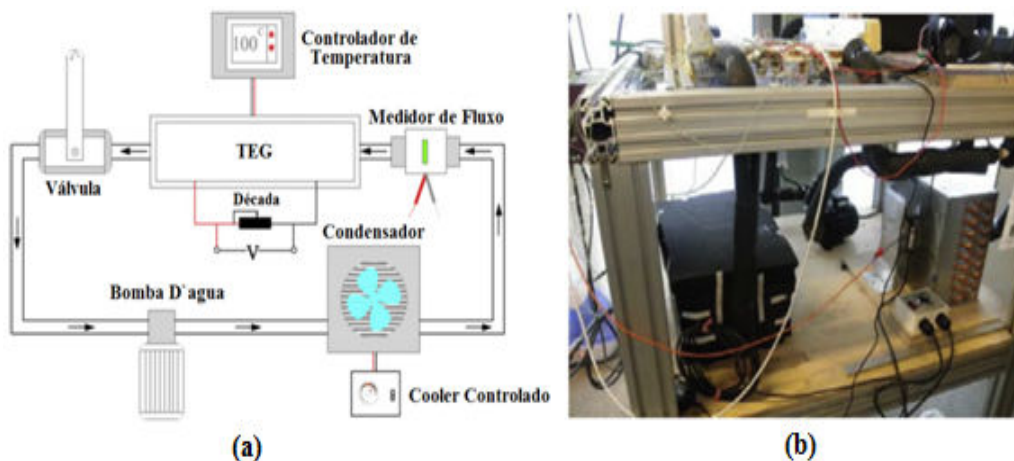 Controlador de
Temperatura
100°C
Medidor de Fluxo
TEG
Válvula
Década
V
Condensador
Bomba D`agua
Cooler Controlado
(a)
(b)